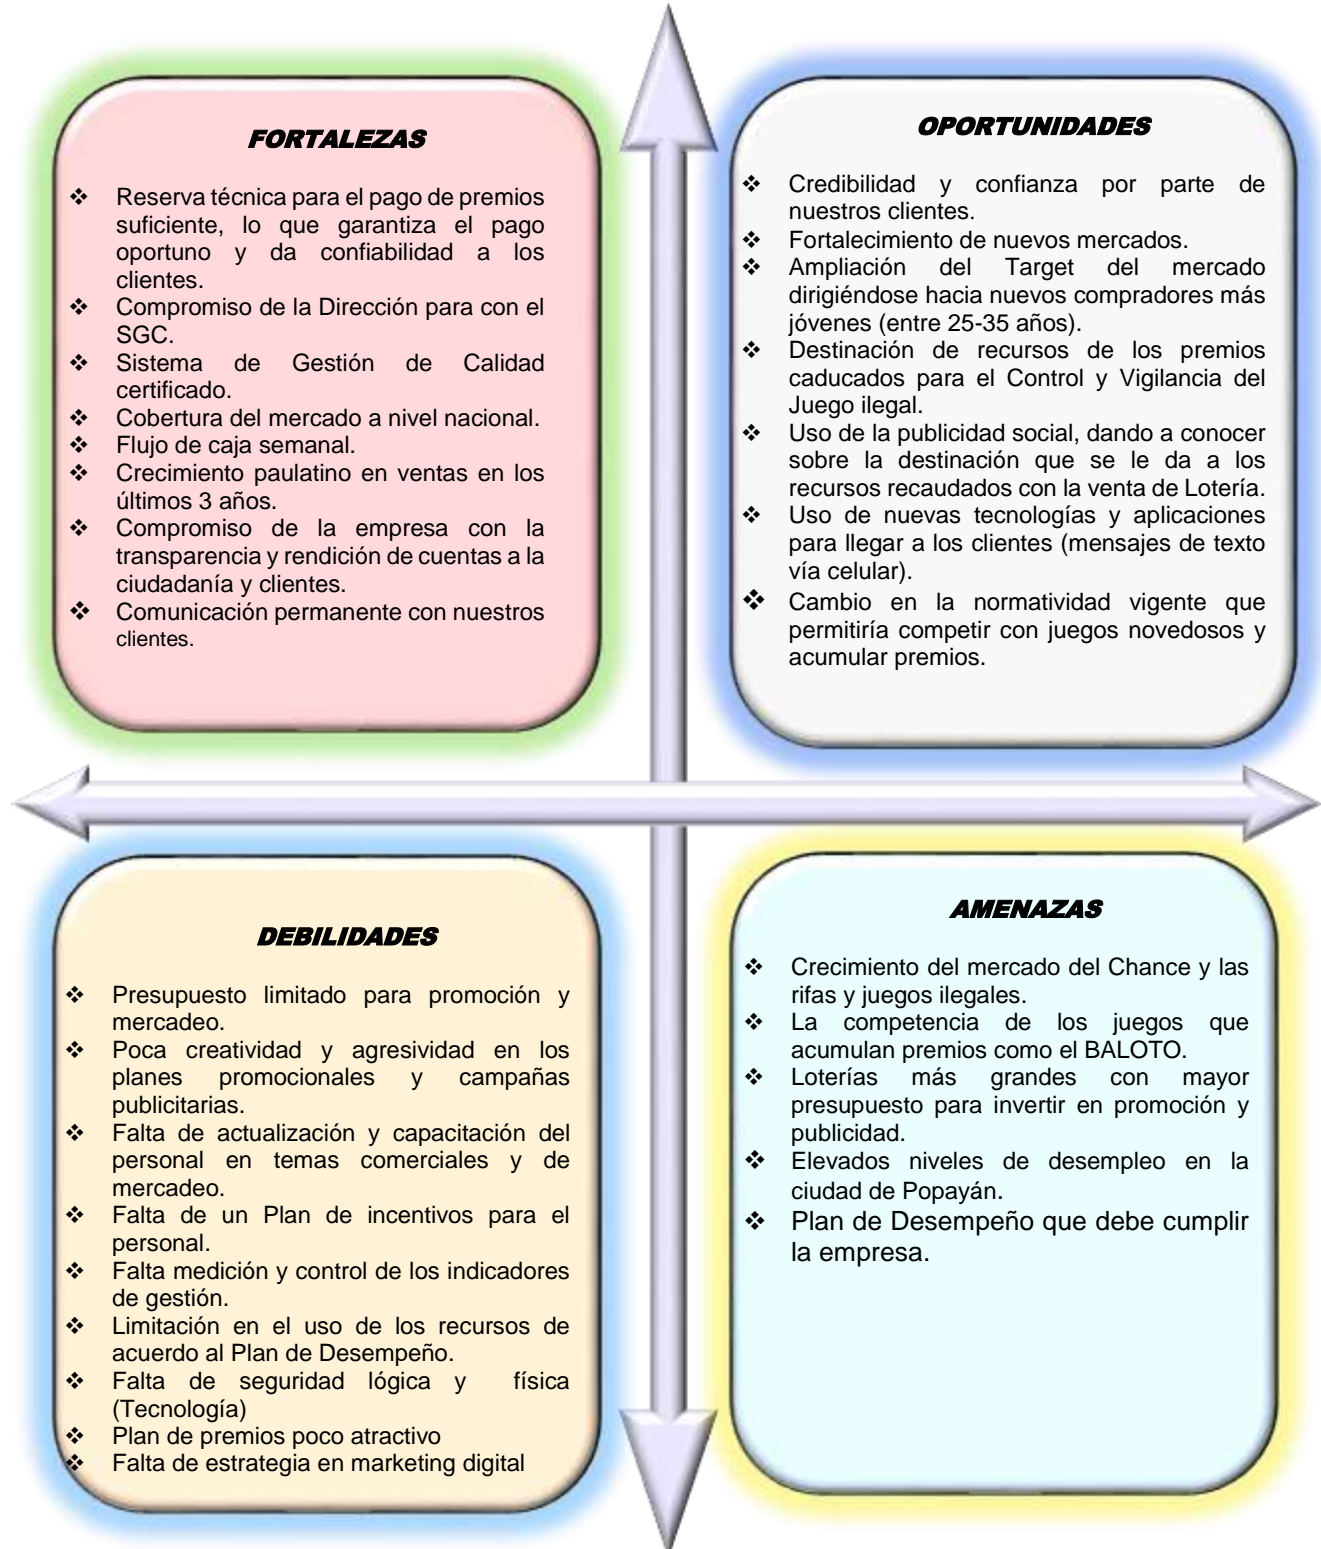 FORTALEZAS
❖ Reserva técnica para el pago de premios
suficiente, lo que garantiza el pago
oportuno y da confiabilidad a los
clientes.
❖ Compromiso de la Dirección para con el
SGC.
❖ Sistema de Gestión de Calidad
certificado.
❖ Cobertura del mercado a nivel nacional.
❖ Flujo de caja semanal.
❖ Crecimiento paulatino en ventas en los
últimos 3 años.
❖ Compromiso de la empresa con la
transparencia y rendición de cuentas a la
ciudadanía y clientes.
❖ Comunicación permanente con nuestros
clientes.
OPORTUNIDADES
❖ Credibilidad y confianza por parte de
nuestros clientes.
❖ Fortalecimiento de nuevos mercados.
❖ Ampliación del Target del mercado
dirigiéndose hacia nuevos compradores más
jóvenes (entre 25-35 años).
❖ Destinación de recursos de los premios
caducados para el Control y Vigilancia del
Juego ilegal.
❖ Uso de la publicidad social, dando a conocer
sobre la destinación que se le da a los
recursos recaudados con la venta de Lotería.
❖ Uso de nuevas tecnologías y aplicaciones
para llegar a los clientes (mensajes de texto
vía celular).
❖ Cambio en la normatividad vigente que
permitiría competir con juegos novedosos y
acumular premios.
DEBILIDADES
❖ Presupuesto limitado para promoción y
mercadeo.
❖ Poca creatividad y agresividad en los
planes promocionales y campañas
publicitarias.
❖ Falta de actualización y capacitación del
personal en temas comerciales y de
mercadeo.
❖ Falta de un Plan de incentivos para el
personal.
❖ Falta medición y control de los indicadores
de gestión.
❖ Limitación en el uso de los recursos de
acuerdo al Plan de Desempeño.
❖ Falta de seguridad lógica y física
(Tecnología)
❖ Plan de premios poco atractivo
❖ Falta de estrategia en marketing digital
AMENAZAS
❖ Crecimiento del mercado del Chance y las
rifas y juegos ilegales.
❖ La competencia de los juegos que
acumulan premios como el BALOTO.
❖ Loterías más grandes con mayor
presupuesto para invertir en promoción y
publicidad.
❖ Elevados niveles de desempleo en la
ciudad de Popayán.
❖ Plan de Desempeño que debe cumplir
la empresa.